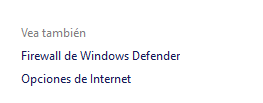 Vea también
Firewall de Windows Defender
Opciones de Internet